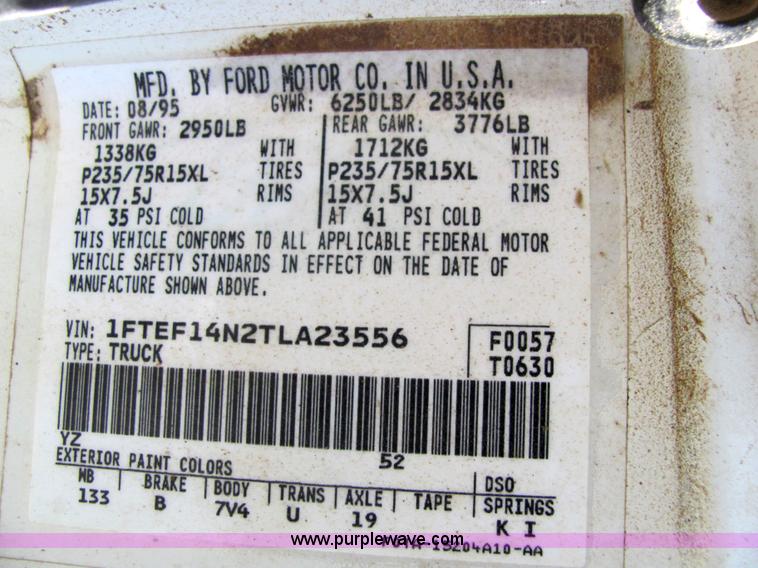 MFD. BY FORD MOTOR CO. IN U.S.A.
DATE: 08/95 GVWR: 6250LB/ 2834KG
FRONT GAWR: 2950LB REAR GAWR: 3776LB
1338KG WITH 1712KG WITH
P235/75R15XL TIRES P235/75R15XL TIRES
15X7.5J RIMS 15X7.5J RIMS
AT 35 PSI COLD AT 41 PSI COLD
THIS VEHICLE CONFORMS TO ALL APPLICABLE FEDERAL MOTOR
VEHICLE SAFETY STANDARDS IN EFFECT ON THE DATE OF
MANUFACTURE SHOWN ABOVE.
VIN: 1FTEF14N2TLA23556 F0057
TYPE: TRUCK T0630
YZ 52
EXTERIOR PAINT COLORS DSO
WB BRAKE BODY TRANS AXLE TAPE SPRINGS
133 B 7V4 U 19 K I
www.purplewave.com
15204A10-AA